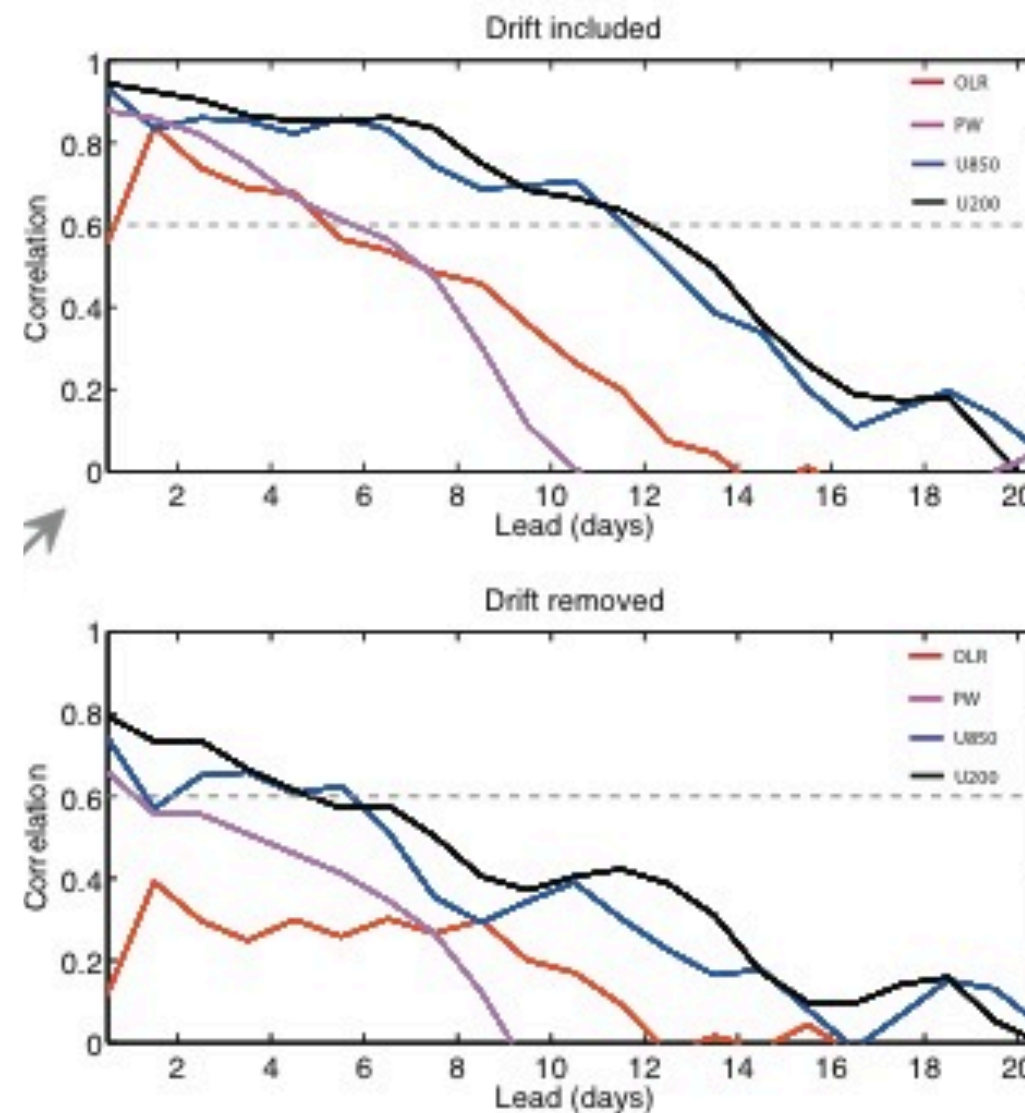 Drift included
1
0.8
0.6
0.4
0.2
0
Correlation
OLR
PW
U850
U200
2 4 6 8 10 12 14 16 18 20
Lead (days)
Drift removed
1
0.8
0.6
0.4
0.2
0
Correlation
OLR
PW
U850
U200
2 4 6 8 10 12 14 16 18 20
Lead (days)